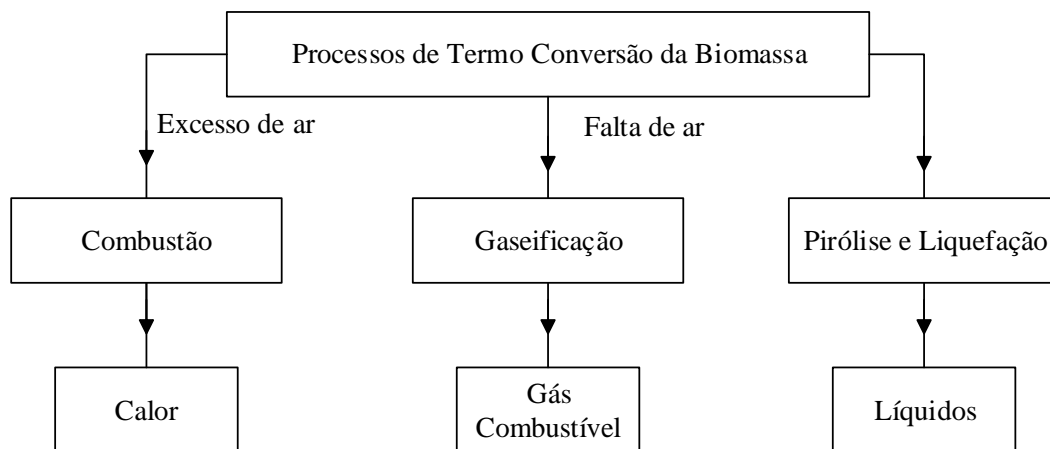 Processos de Termo Conversão da Biomassa
Excesso de ar
Falta de ar
Combustão
Gaseificação
Pirólise e Liquefação
Calor
Gás
Combustível
Líquidos